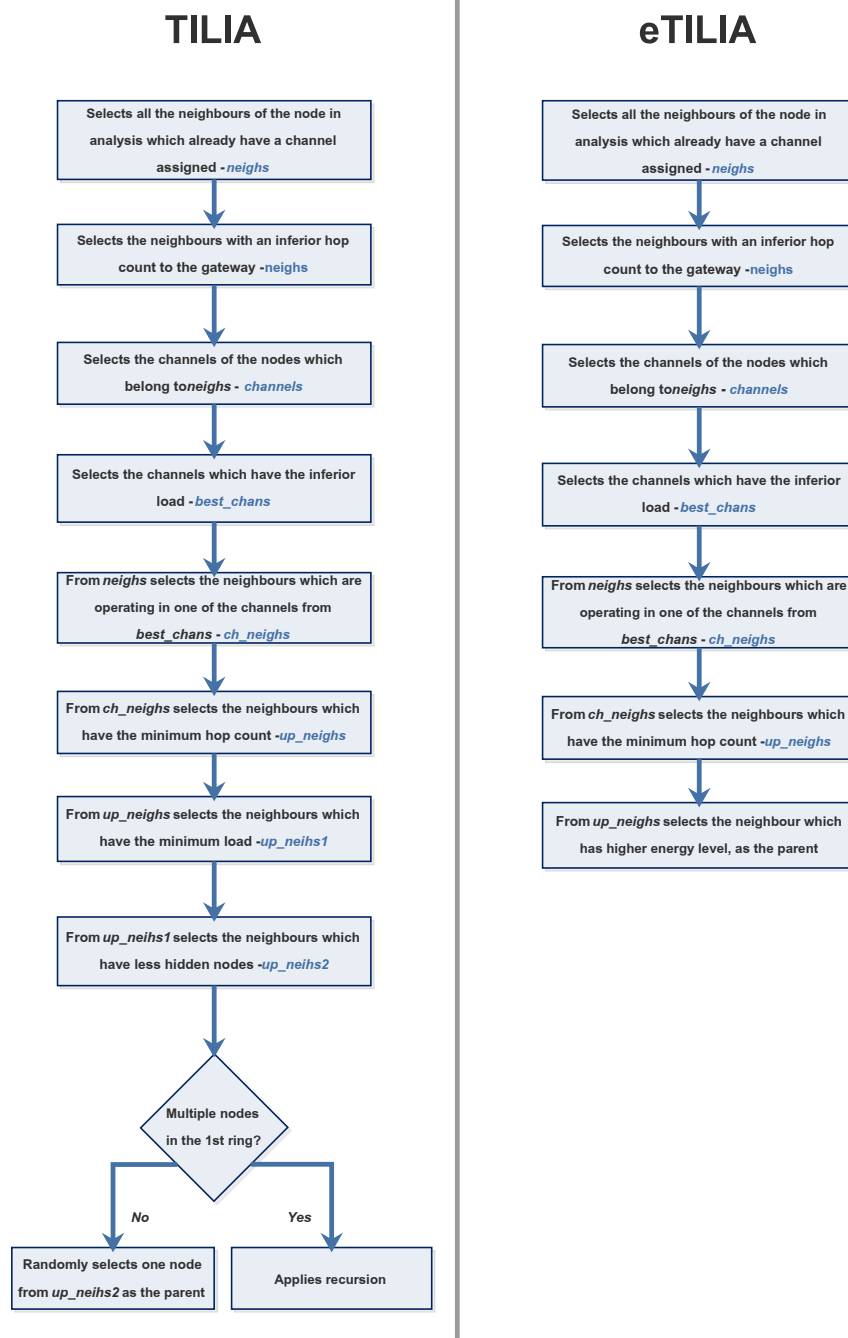 TILIA
Selects all the neighbours of the node in
analysis which already have a channel
assigned - neighs
Selects the neighbours with an inferior hop
count to the gateway -neighs
Selects the channels of the nodes which
belong toneighs - channels
Selects the channels which have the inferior
load - best_chans
From neighs selects the neighbours which are
operating in one of the channels from
best_chans - ch_neighs
From ch_neighs selects the neighbours which
have the minimum hop count -up_neighs
From up_neighs selects the neighbours which
have the minimum load -up_neihs1
From up_neihs1 selects the neighbours which
have less hidden nodes -up_neihs2
Multiple nodes
in the 1st ring?
No
Yes
Randomly selects one node
from up_neihs2 as the parent
Applies recursion
eTILIA
Selects all the neighbours of the node in
analysis which already have a channel
assigned - neighs
Selects the neighbours with an inferior hop
count to the gateway -neighs
Selects the channels of the nodes which
belong toneighs - channels
Selects the channels which have the inferior
load - best_chans
From neighs selects the neighbours which are
operating in one of the channels from
best_chans - ch_neighs
From ch_neighs selects the neighbours which
have the minimum hop count -up_neighs
From up_neighs selects the neighbour which
has higher energy level, as the parent